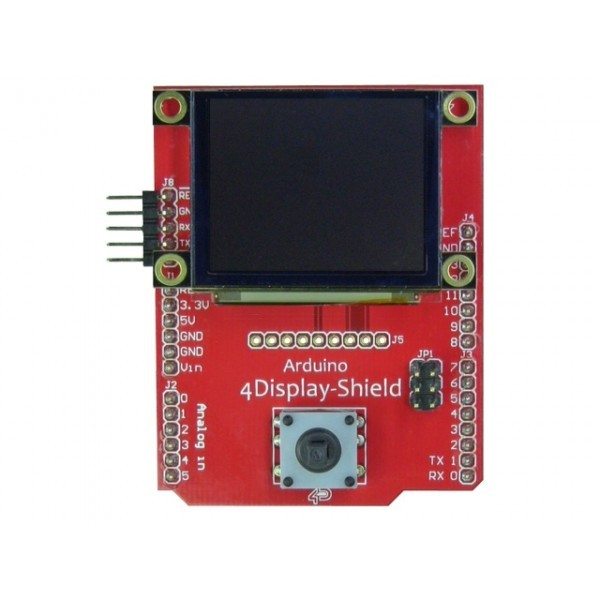 J8
GN
RX
TX
J4
EF
ND
11
10
9
8
3.3V
5V
GND
GND
Vin
J5
Arduino
4Display-Shield
JP1
J3
7
6
5
4
3
2
TX 1
RX 0
J2
0
1
2
3
4
5
Analog in
4D